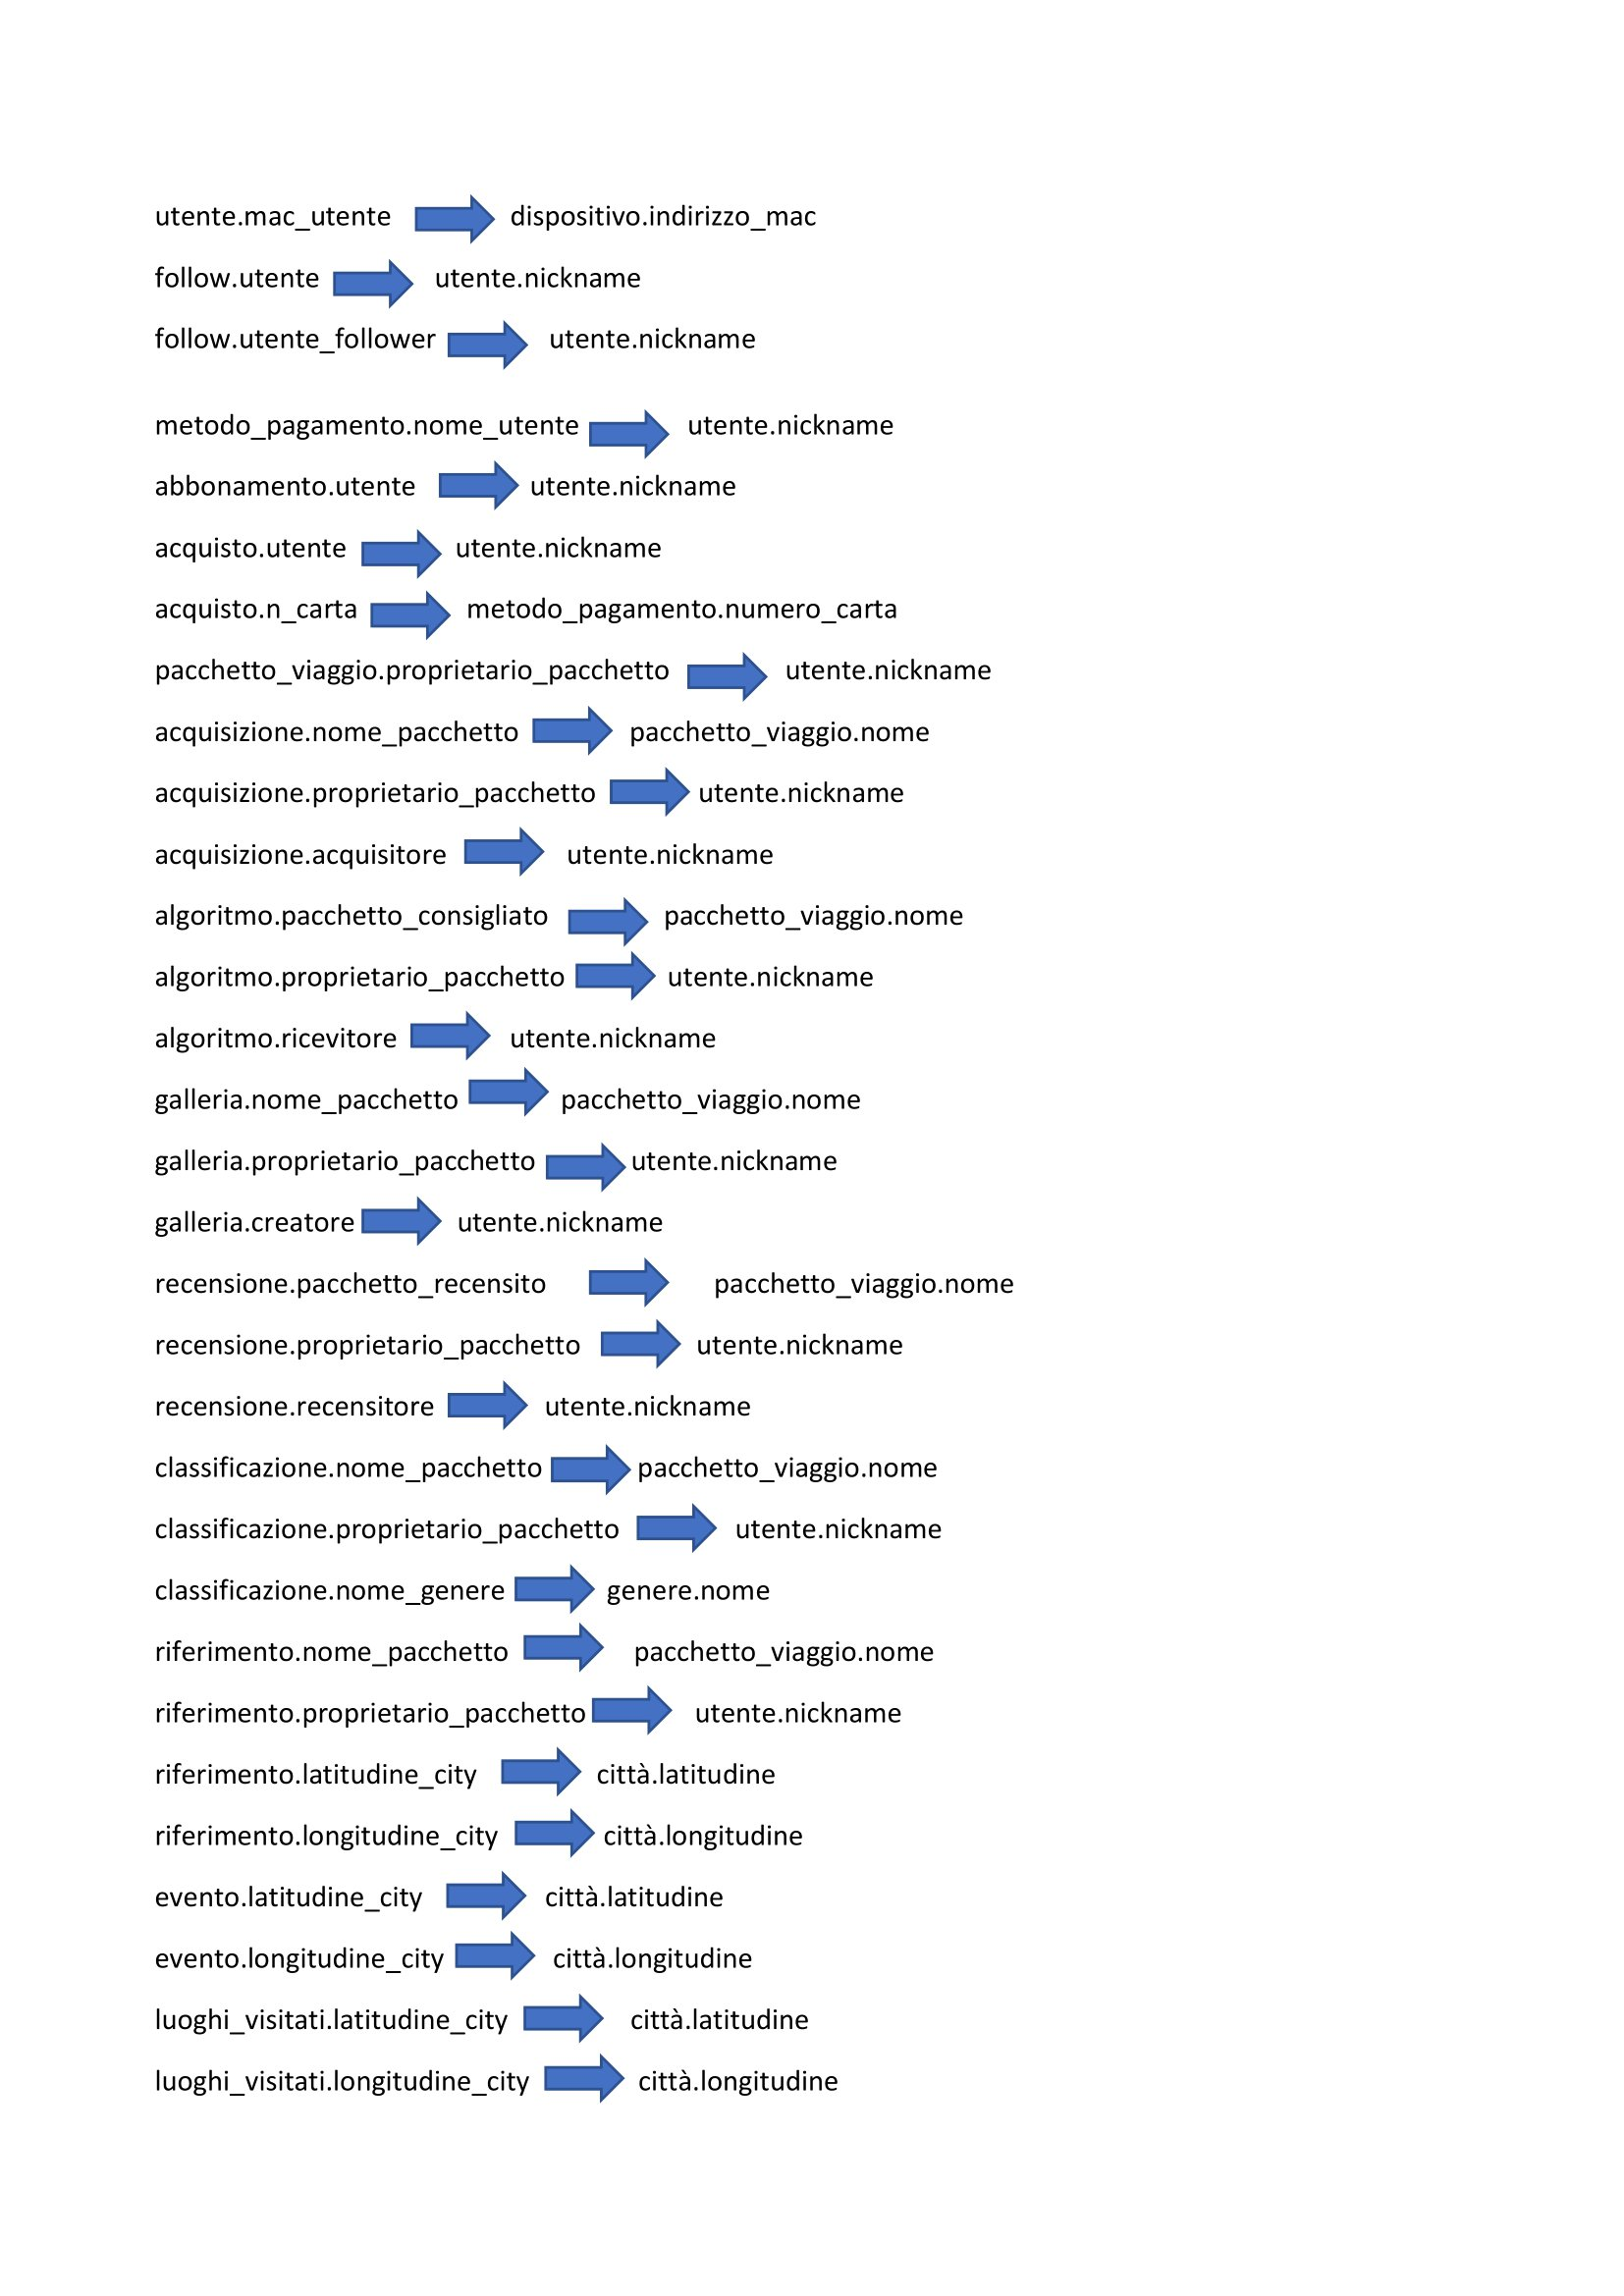 utente.mac_utente dispositivo.indirizzo_mac
follow.utente utente.nickname
follow.utente_follower utente.nickname
metodo_pagamento.nome_utente utente.nickname
abbonamento.utente utente.nickname
acquisto.utente utente.nickname
acquisto.n_carta metodo_pagamento.numero_carta
pacchetto_viaggio.proprietario_pacchetto utente.nickname
acquisizione.nome_pacchetto pacchetto_viaggio.nome
acquisizione.proprietario_pacchetto utente.nickname
acquisizione.acquisitore utente.nickname
algoritmo.pacchetto_consigliato pacchetto_viaggio.nome
algoritmo.proprietario_pacchetto utente.nickname
algoritmo.ricevitore utente.nickname
galleria.nome_pacchetto pacchetto_viaggio.nome
galleria.proprietario_pacchetto utente.nickname
galleria.creatore utente.nickname
recensione.pacchetto_recensito pacchetto_viaggio.nome
recensione.proprietario_pacchetto utente.nickname
recensione.recensitore utente.nickname
classificazione.nome_pacchetto pacchetto_viaggio.nome
classificazione.proprietario_pacchetto utente.nickname
classificazione.nome_genere genere.nome
riferimento.nome_pacchetto pacchetto_viaggio.nome
riferimento.proprietario_pacchetto utente.nickname
riferimento.latitudine_city città.latitudine
riferimento.longitudine_city città.longitudine
evento.latitudine_city città.latitudine
evento.longitudine_city città.longitudine
luoghi_visitati.latitudine_city città.latitudine
luoghi_visitati.longitudine_city città.longitudine